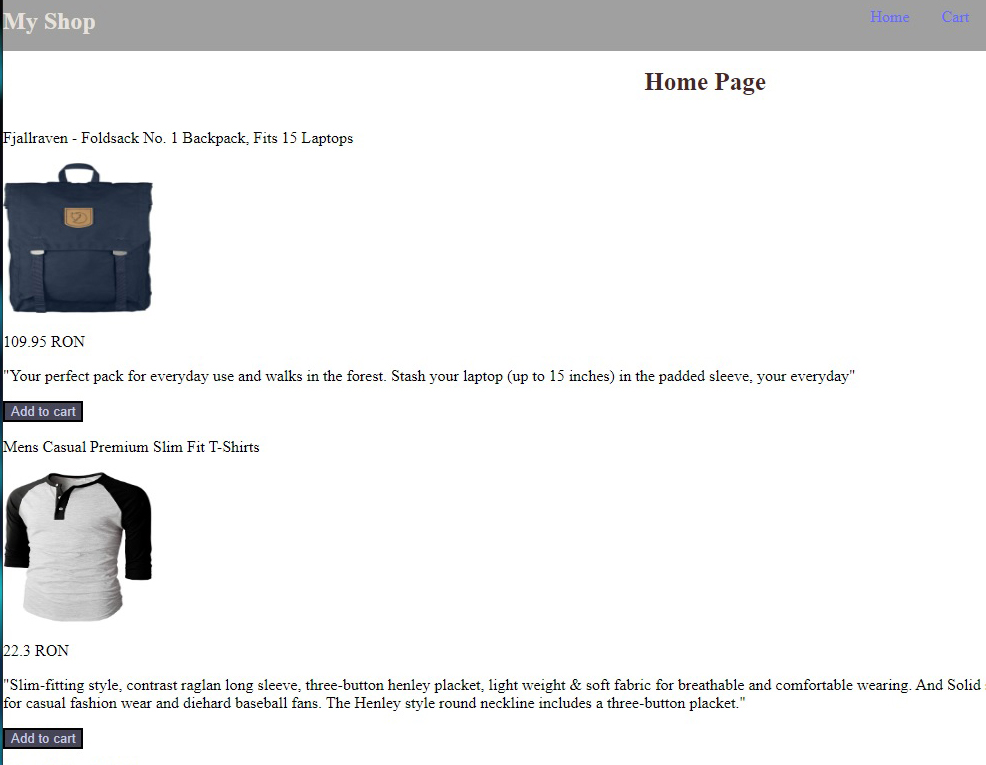 My Shop
Home Cart
Home Page
Fjallraven - Foldsack No. 1 Backpack, Fits 15 Laptops
109.95 RON
"Your perfect pack for everyday use and walks in the forest. Stash your laptop (up to 15 inches) in the padded sleeve, your everyday"
Add to cart
Mens Casual Premium Slim Fit T-Shirts
22.3 RON
"Slim-fitting style, contrast raglan long sleeve, three-button henley placket, light weight & soft fabric for breathable and comfortable wearing. And Solid
for casual fashion wear and diehard baseball fans. The Henley style round neckline includes a three-button placket."
Add to cart